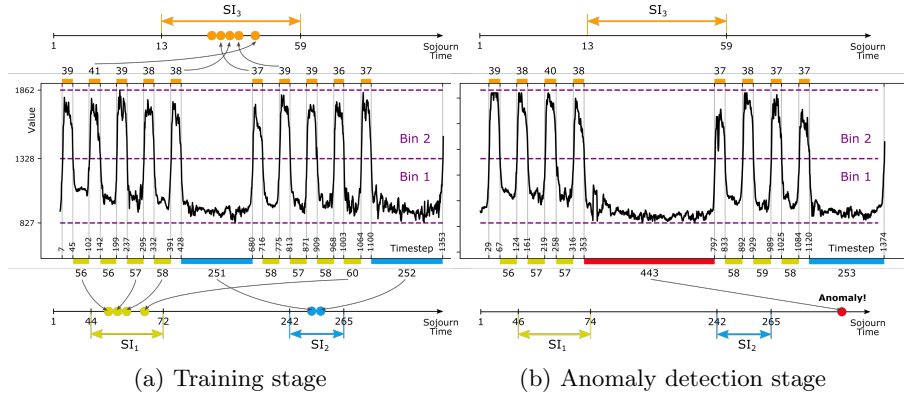 SI3 SI3
1 13 59 Sojourn Time 1 13 59 Sojourn Time
39 41 39 38 38 37 39 39 36 37 39 38 40 38 37 38 37 37
1862
Value
Bin 2 Bin 2
1328
Bin 1 Bin 1
827
Timestep Timestep
7 45 102 142 199 237 295 332 391 428 680 716 775 813 871 909 968 1003 1064 1100 1353 29 67 124 161 219 258 316 353 797 833 892 929 989 1025 1084 1120 1374
56 57 58 251 58 57 58 60 252 56 57 57 443 58 59 58 253
Anomaly!
1 44 72 242 265 Sojourn Time 1 46 74 242 265 Sojourn Time
SI1 SI2 SI1 SI2
(a) Training stage (b) Anomaly detection stage